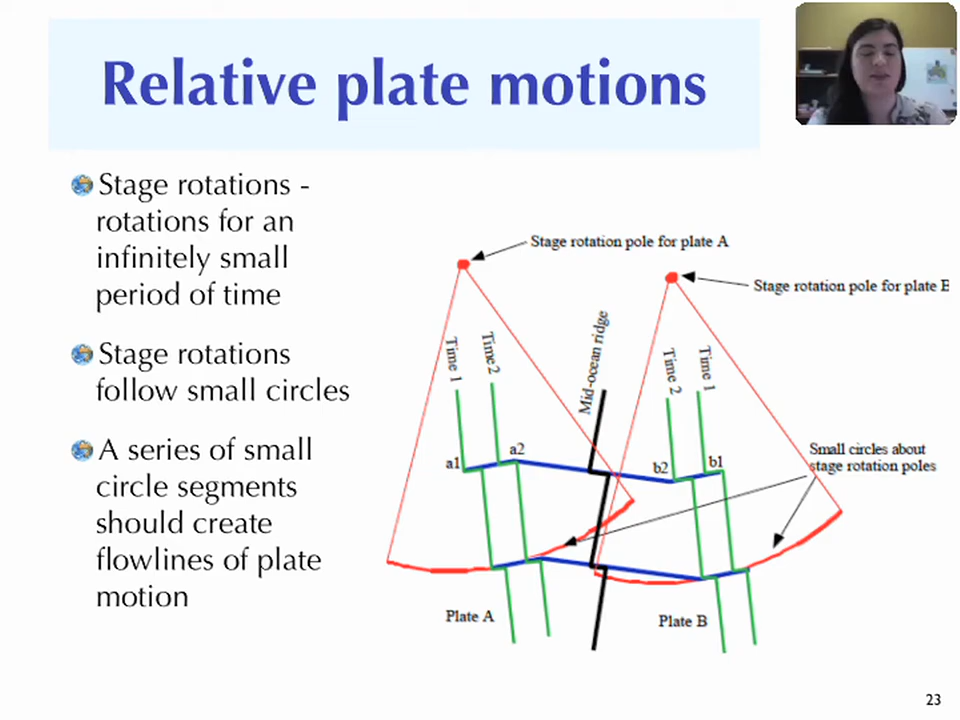 Relative plate motions
Stage rotations -
rotations for an
infinitely small
period of time
Stage rotations
follow small circles
A series of small
circle segments
should create
flowlines of plate
motion
Stage rotation pole for plate A
Stage rotation pole for plate B
Time 1
Time 2
Mid-ocean ridge
Time 2
Time 1
a1
a2
b2
b1
Small circles about
stage rotation poles
Plate A
Plate B
23